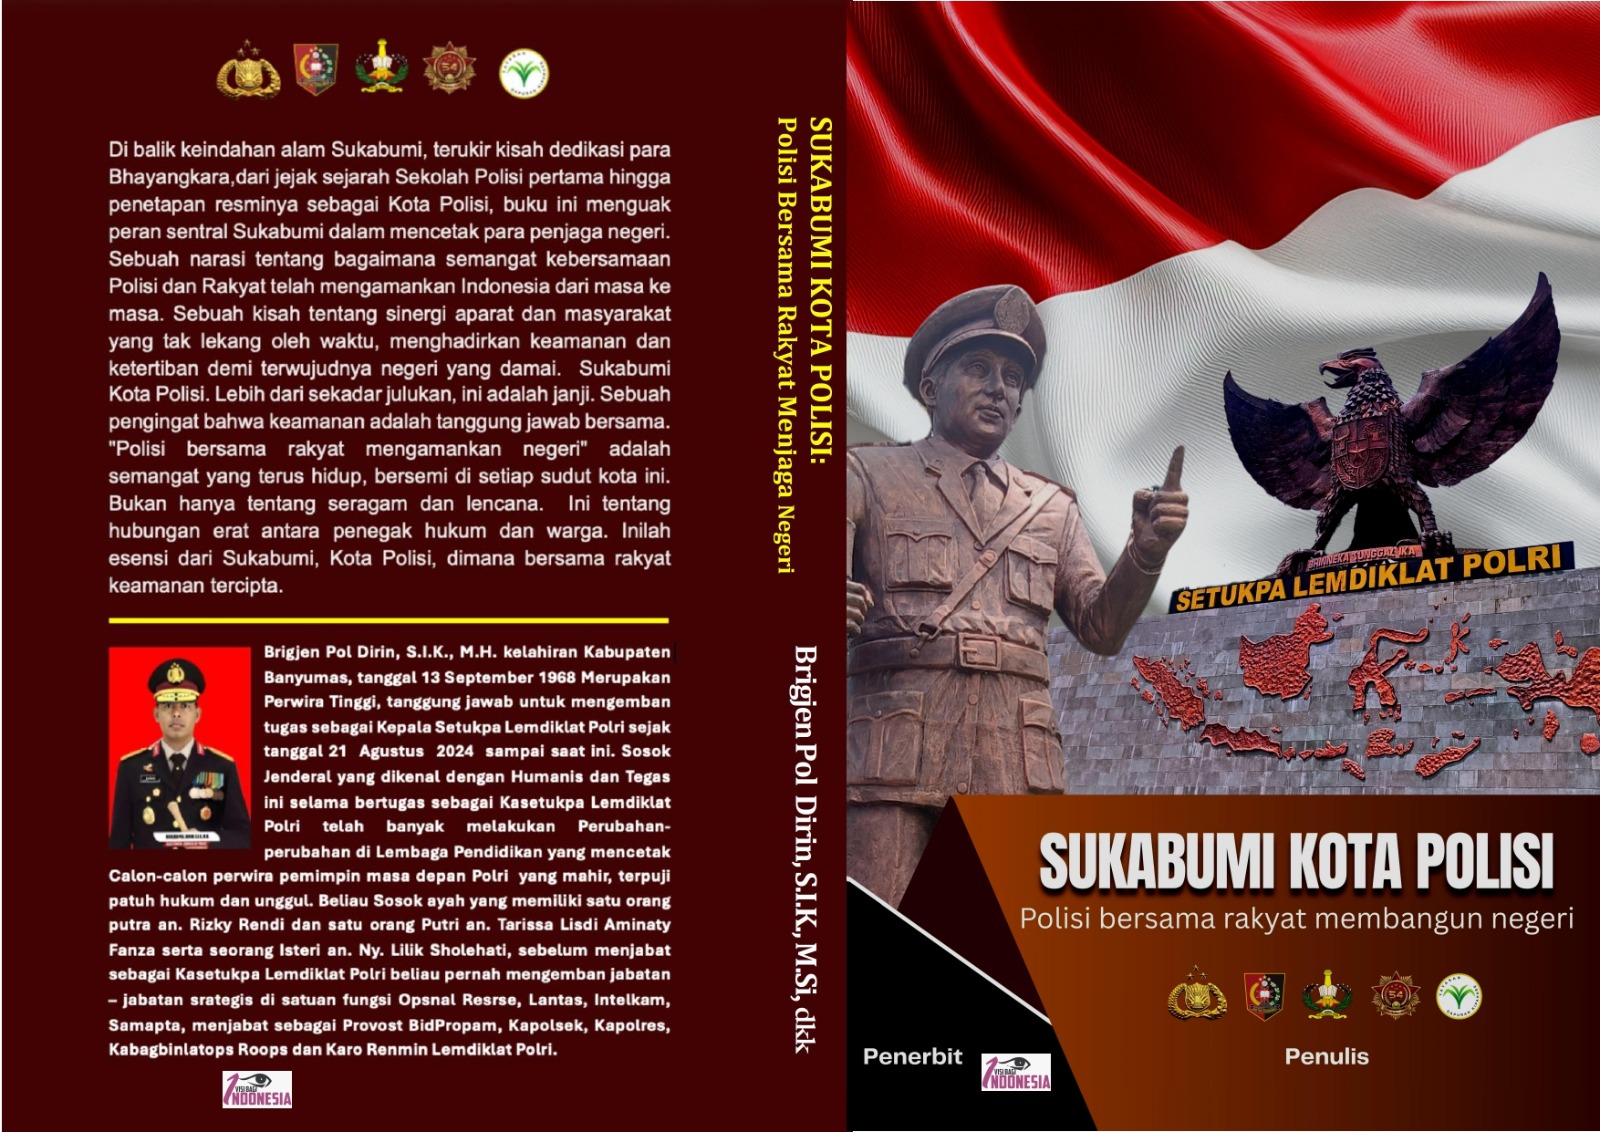 Di balik keindahan alam Sukabumi, terukir kisah dedikasi para
Bhayangkara,dari jejak sejarah Sekolah Polisi pertama hingga
penetapan resminya sebagai Kota Polisi, buku ini menguak
peran sentral Sukabumi dalam mencetak para penjaga negeri.
Sebuah narasi tentang bagaimana semangat kebersamaan
Polisi dan Rakyat telah mengamankan Indonesia dari masa ke
masa. Sebuah kisah tentang sinergi aparat dan masyarakat
yang tak lekang oleh waktu, menghadirkan keamanan dan
ketertiban demi terwujudnya negeri yang damai. Sukabumi
Kota Polisi. Lebih dari sekadar julukan, ini adalah janji. Sebuah
pengingat bahwa keamanan adalah tanggung jawab bersama.
"Polisi bersama rakyat mengamankan negeri" adalah
semangat yang terus hidup, bersemi di setiap sudut kota ini.
Bukan hanya tentang seragam dan lencana. Ini tentang
hubungan erat antara penegak hukum dan warga. Inilah
esensi dari Sukabumi, Kota Polisi, dimana bersama rakyat
keamanan tercipta.
Brigjen Pol Dirin, S.I.K., M.H. kelahiran Kabupaten
Banyumas, tanggal 13 September 1968 Merupakan
Perwira Tinggi, tanggung jawab untuk mengemban
tugas sebagai Kepala Setukpa Lemdiklat Polri sejak
tanggal 21 Agustus 2024 sampai saat ini. Sosok
Jenderal yang dikenal dengan Humanis dan Tegas
ini selama bertugas sebagai Kasetukpa Lemdiklat
Polri telah banyak melakukan Perubahan-
perubahan di Lembaga Pendidikan yang mencetak
Calon-calon perwira pemimpin masa depan Polri yang mahir, terpuji
patuh hukum dan unggul. Beliau Sosok ayah yang memiliki satu orang
putra an. Rizky Rendi dan satu orang Putri an. Tarissa Lisdi Aminaty
Fanza serta seorang Isteri an. Ny. Lilik Sholehati, sebelum menjabat
sebagai Kasetukpa Lemdiklat Polri beliau pernah mengemban jabatan
– jabatan srategis di satuan fungsi Opsnal Resrse, Lantas, Intelkam,
Samapta, menjabat sebagai Provost BidPropam, Kapolsek, Kapolres,
Kabagbinlatops Roops dan Karo Renmin Lemdiklat Polri.
VISI BAGI
INDONESIA
SUKABUMI KOTA POLISI:
Polisi Bersama Rakyat Menjaga Negeri
Brigjen Pol Dirin, S.I.K., M.Si, dkk
BHINNEKA TUNGGAL IKA
SETUKPA LEMDIKLAT POLRI
SUKABUMI KOTA POLISI
Polisi bersama rakyat membangun negeri
54
Penerbit
VISI BAGI
INDONESIA
Penulis